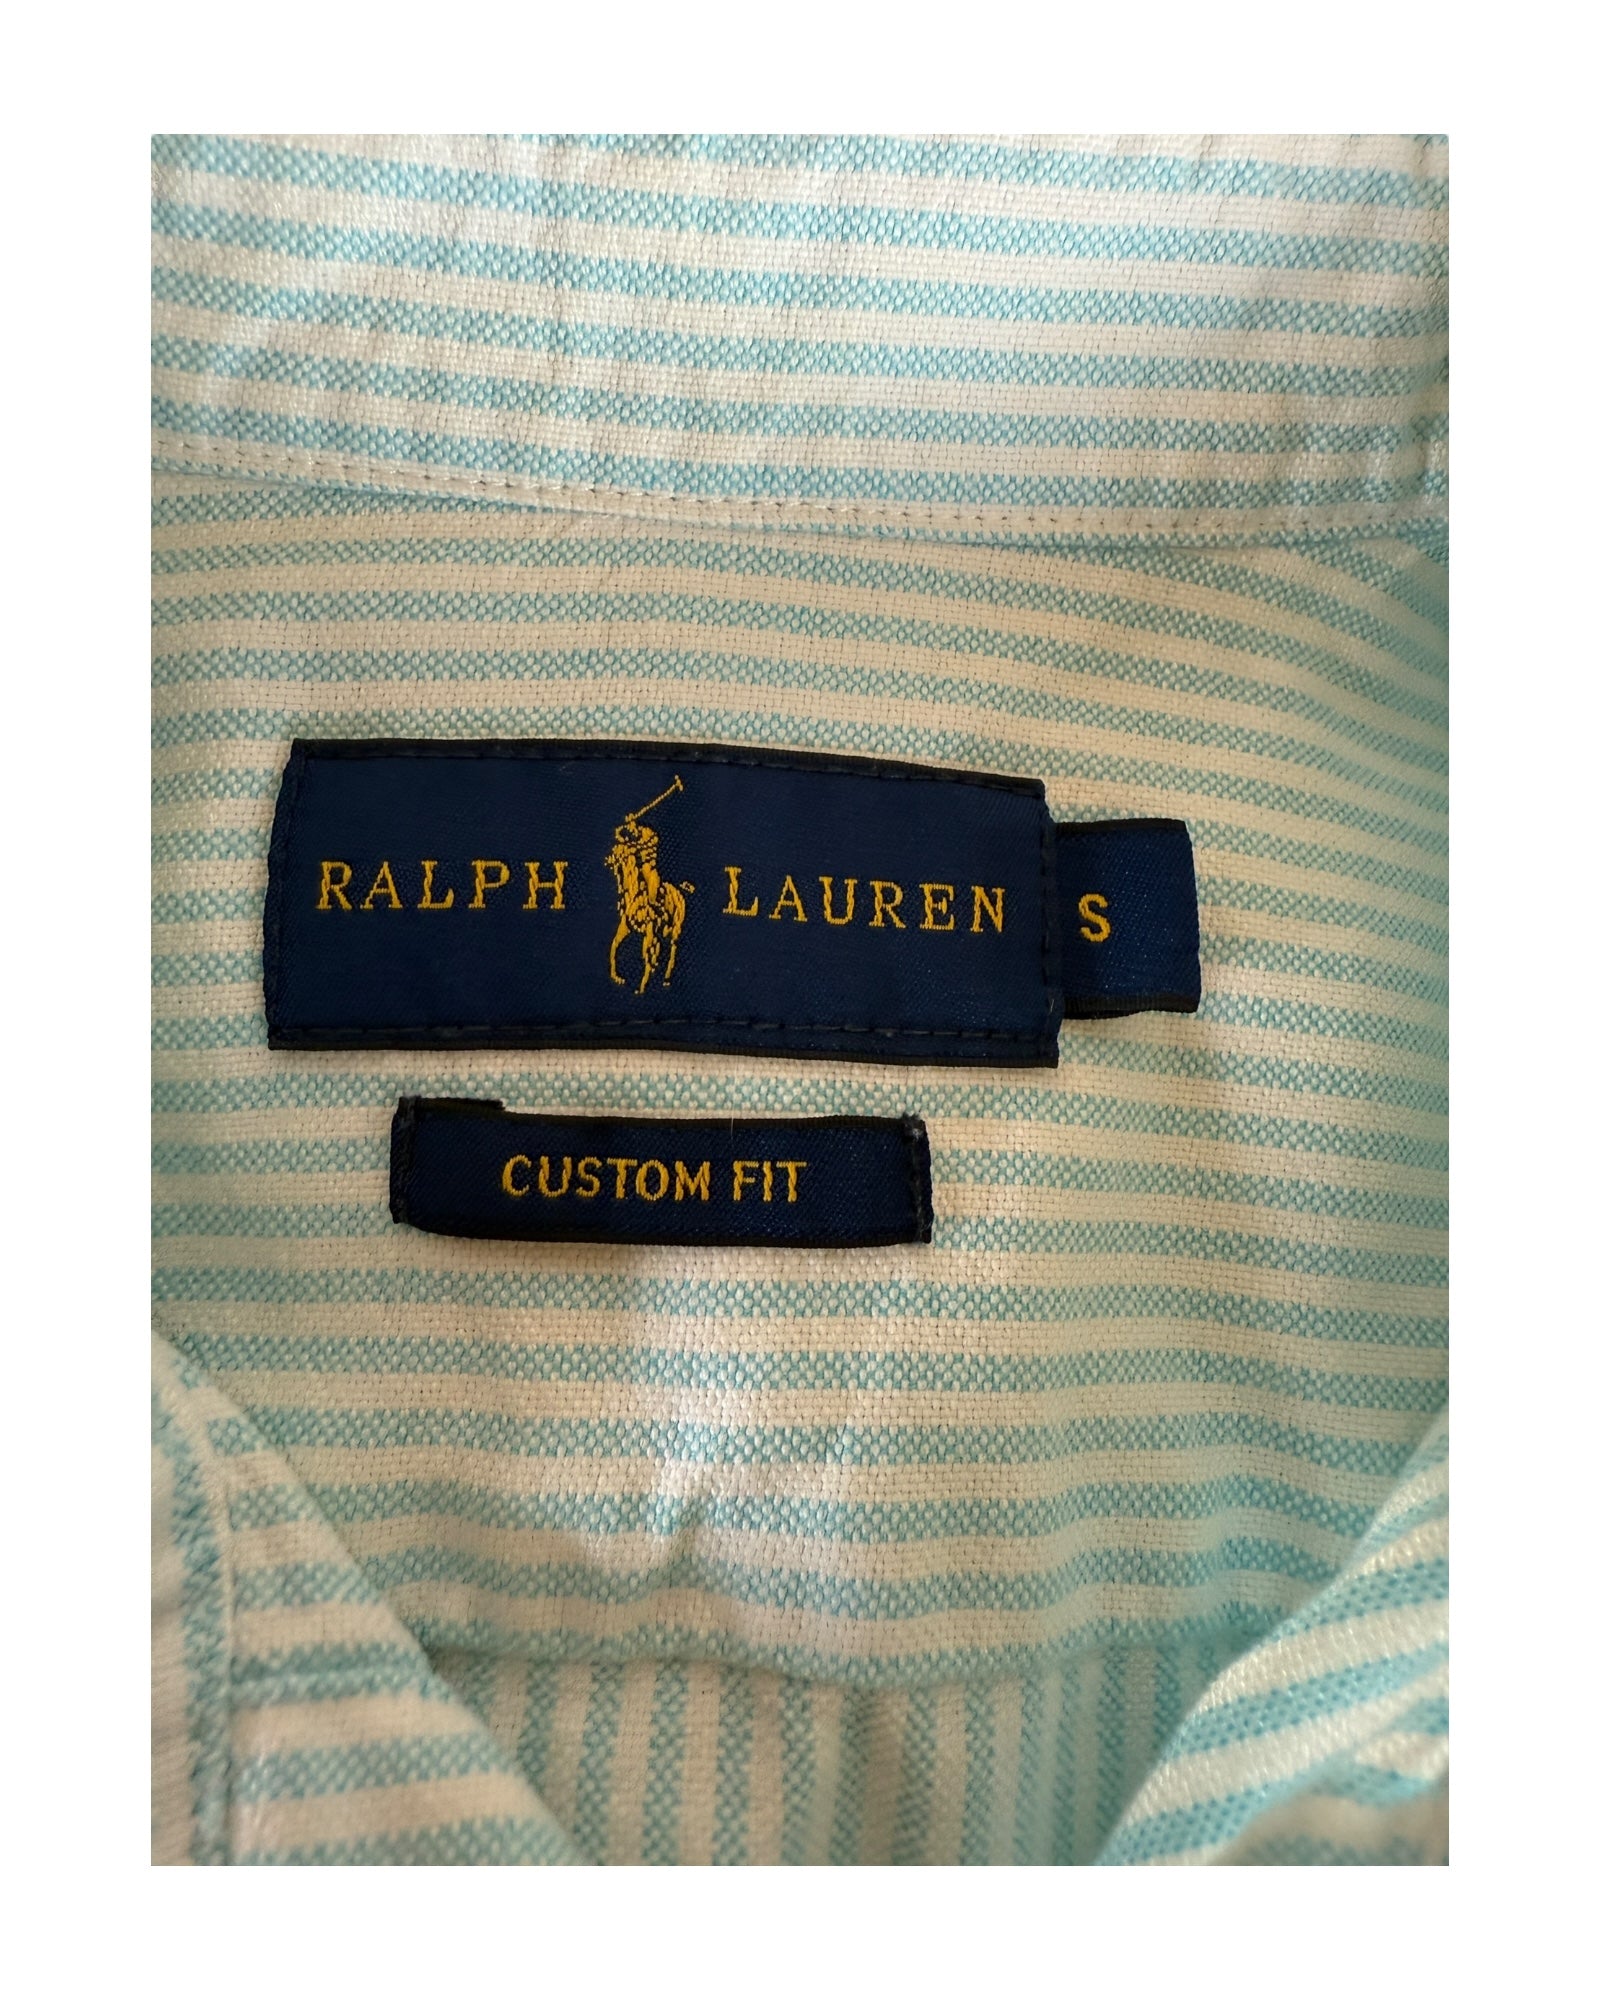 RALPH LAUREN S
CUSTOM FIT